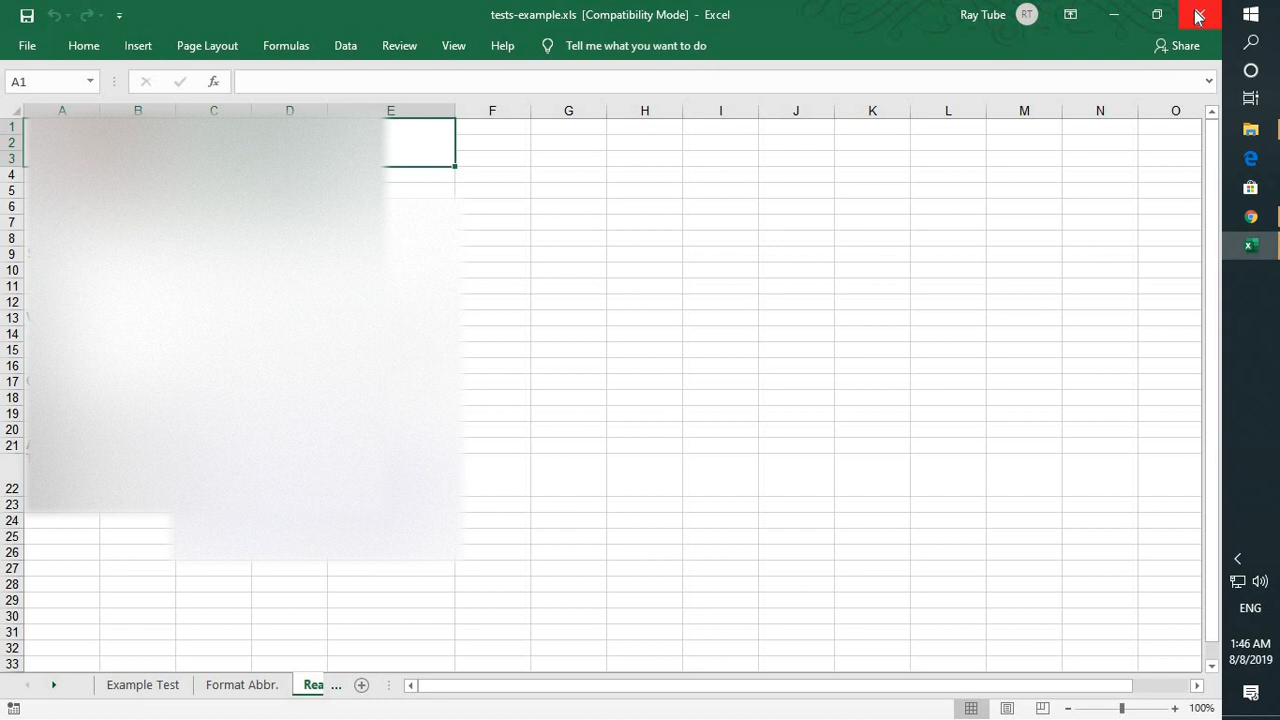 tests-example.xls [Compatibility Mode] - Excel
Ray Tube
RT
File
Home
Insert
Page Layout
Formulas
Data
Review
View
Help
Tell me what you want to do
Share
A1
fx
A B C D E F G H I J K L M N O
1
2
3
4
5
6
7
8
9
10
11
12
13
14
15
16
17
18
19
20
21
22
23
24
25
26
27
28
29
30
31
32
33
Example Test
Format Abbr.
Rea
...
100%
ENG
1:46 AM
8/8/2019